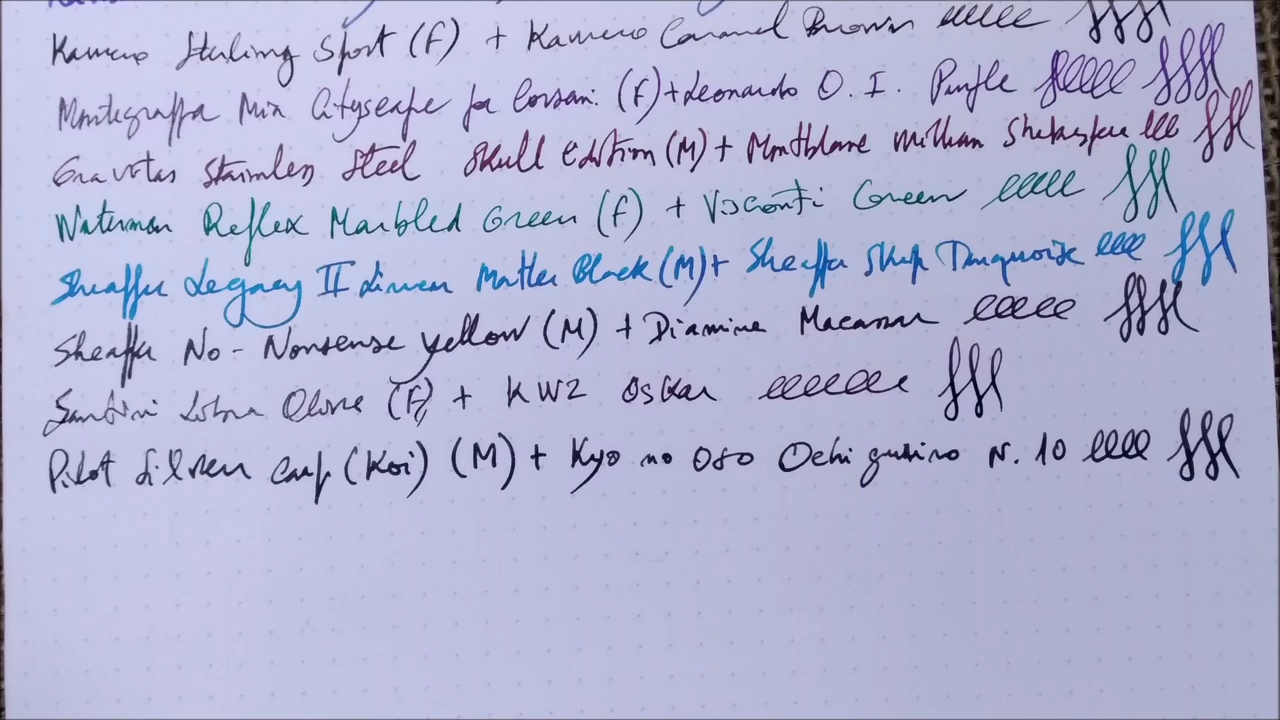 Kaweco Sterling Sport (F) + Kaweco Caramel Brown
Montegrappa Mia Cityscape for Corsani (F) + Leonardo O. I. Purple
Gravitas Stainless Steel Skull Edition (M) + Montblanc William Shakespeare
Waterman Reflex Marbled Green (F) + Visconti Green
Sheaffer Legacy II Linen Matte Black (M) + Sheaffer Skrip Turquoise
Sheaffer No-Nonsense yellow (M) + Diamine Macassar
Santini Libra Olive (F) + KWZ Oskar
Pilot Silvern Carp (Koi) (M) + Kyo no Oto Ochiguriiro N. 10